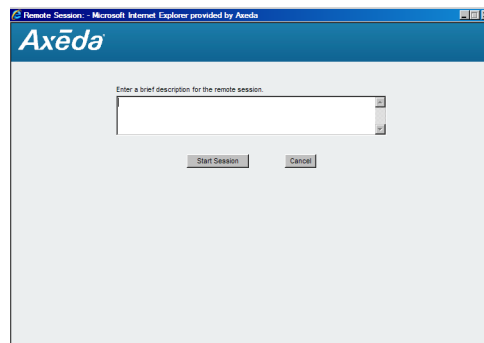 Remote Session: - Microsoft Internet Explorer provided by Axeda
Axēda
Enter a brief description for the remote session.
Start Session
Cancel